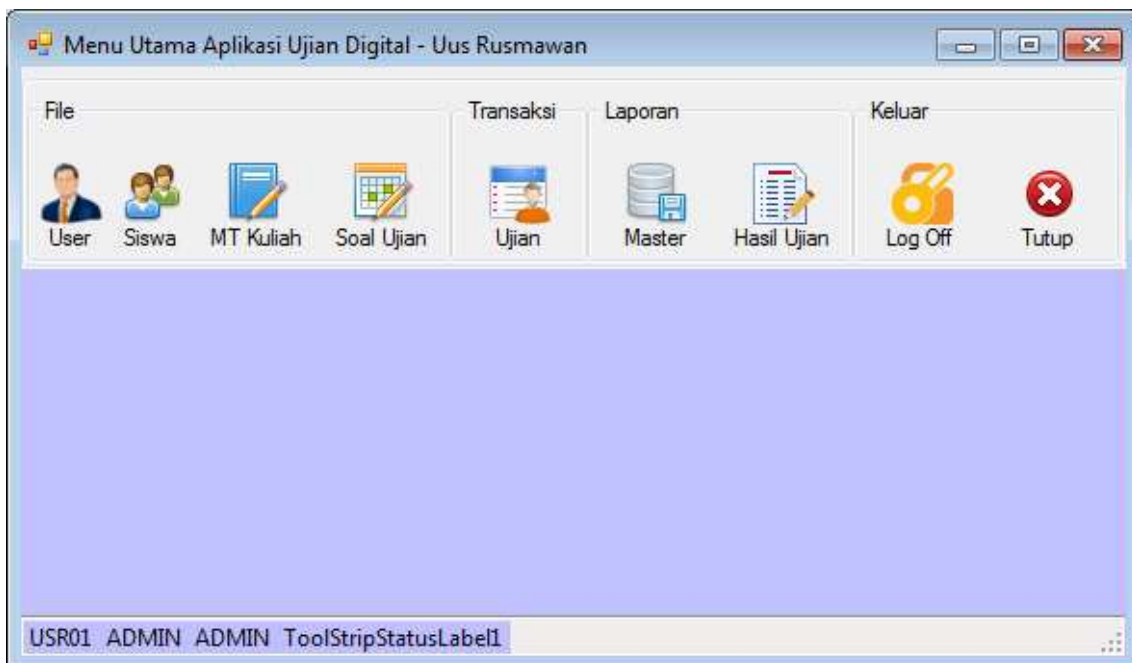 Menu Utama Aplikasi Ujian Digital - Uus Rusmawan
File Transaksi Laporan Keluar
User Siswa MT Kuliah Soal Ujian Ujian Master Hasil Ujian Log Off Tutup
USR01 ADMIN ADMIN ToolStripStatusLabel1